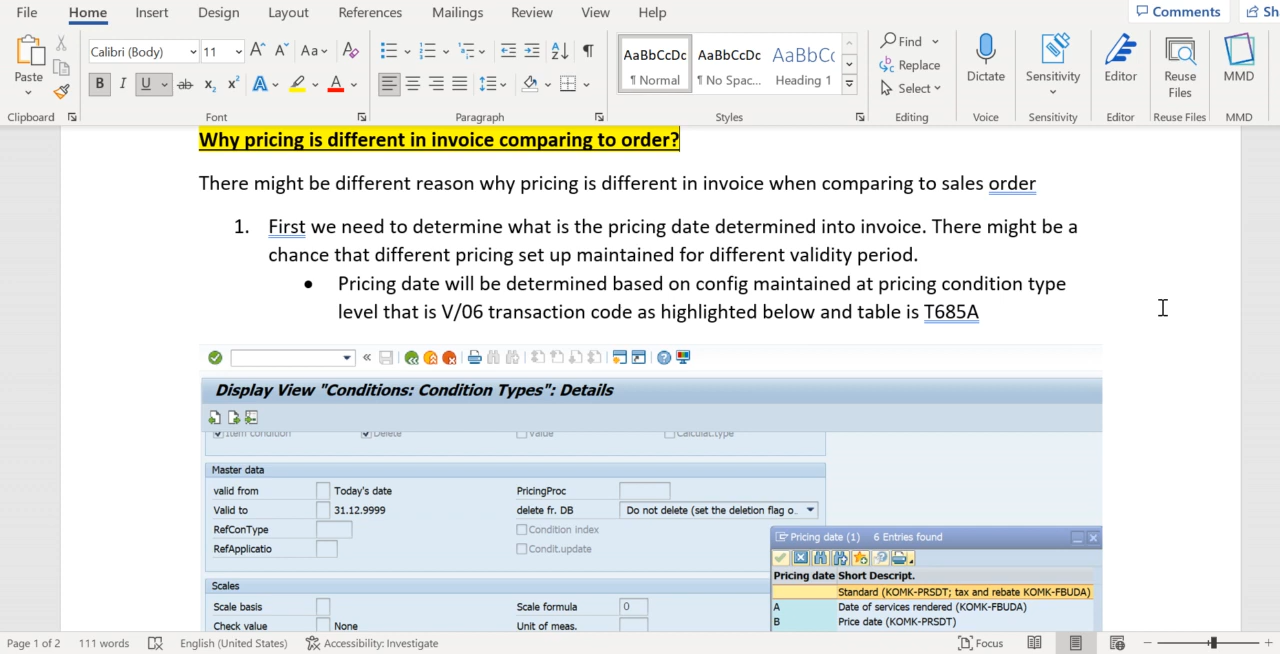 File Home Insert Design Layout References Mailings Review View Help Comments Sh
Paste Calibri (Body) 11 Aa
B I U ab x2 x2 A A
AaBbCcDc AaBbCcDc AaBbCc
¶ Normal ¶ No Spac... Heading 1
Find
Replace
Select
Dictate Sensitivity Editor Reuse Files MMD
Clipboard Font Paragraph Styles Editing Voice Sensitivity Editor Reuse Files MMD
Why pricing is different in invoice comparing to order?
There might be different reason why pricing is different in invoice when comparing to sales order
1. First we need to determine what is the pricing date determined into invoice. There might be a
chance that different pricing set up maintained for different validity period.
• Pricing date will be determined based on config maintained at pricing condition type
level that is V/06 transaction code as highlighted below and table is T685A
Display View "Conditions: Condition Types": Details
Item condition Delete Value Calculat.type
Master data
valid from Today's date PricingProc
Valid to 31.12.9999 delete fr. DB Do not delete (set the deletion flag o..
RefConType Condition index
RefApplicatio Condit.update
Scales
Scale basis Scale formula 0
Check value None Unit of meas.
Pricing date (1) 6 Entries found
Pricing date Short Descript.
Standard (KOMK-PRSDT; tax and rebate KOMK-FBUDA)
A Date of services rendered (KOMK-FBUDA)
B Price date (KOMK-PRSDT)
Page 1 of 2 111 words English (United States) Accessibility: Investigate Focus